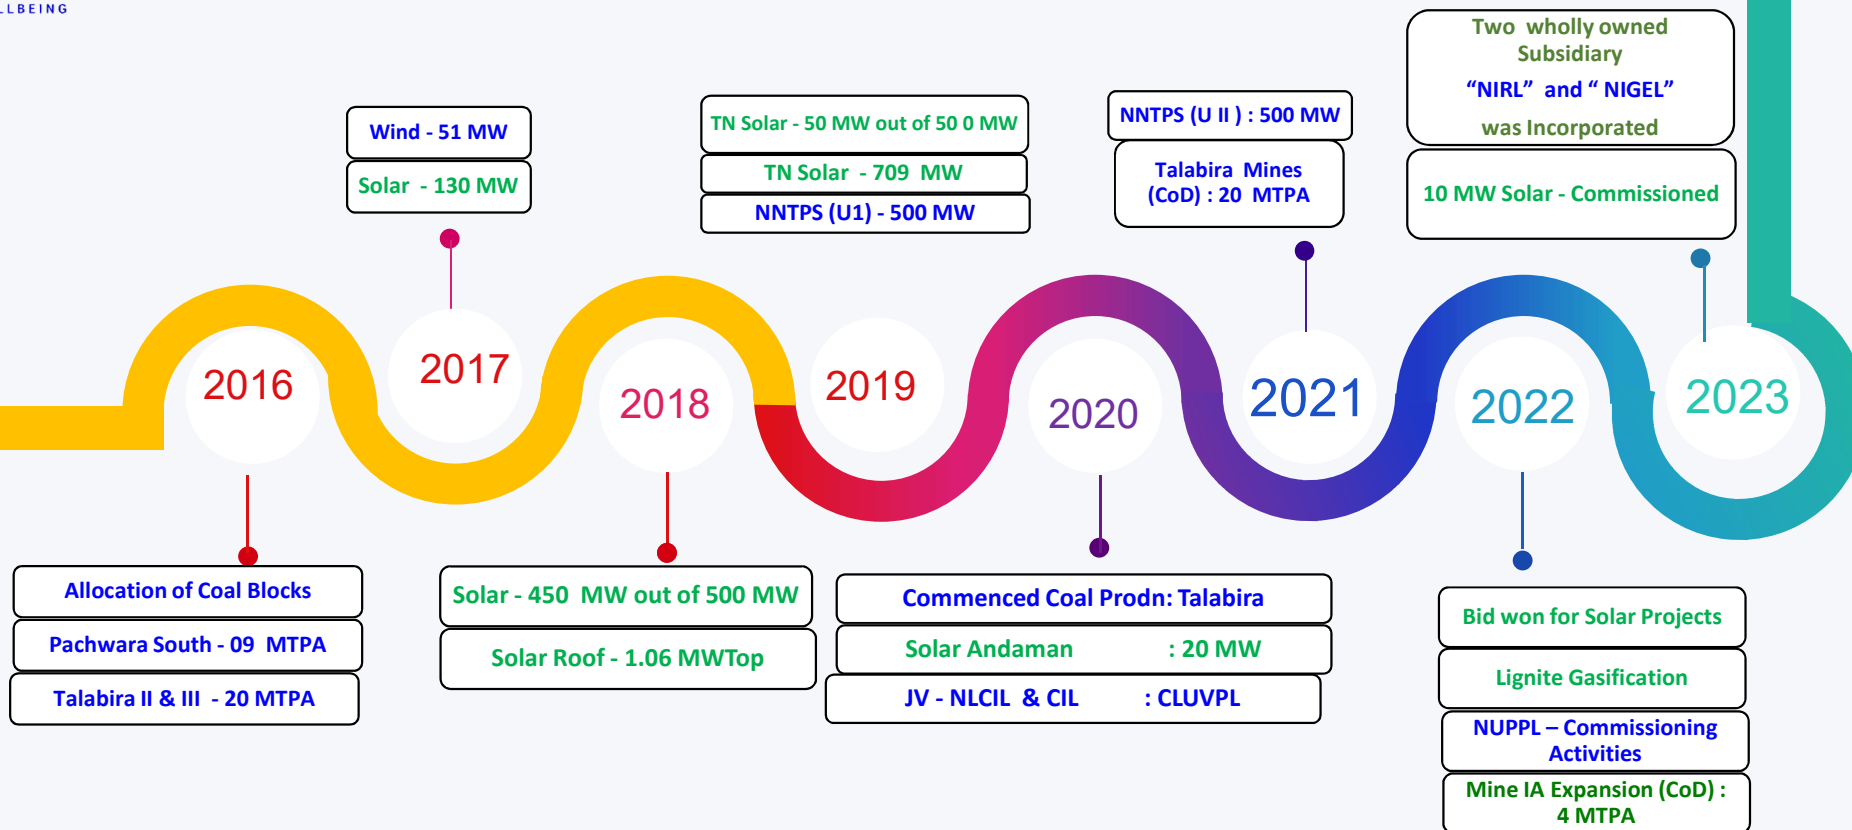 LLBEING
Wind - 51 MW
Solar - 130 MW
TN Solar - 50 MW out of 50 0 MW
TN Solar - 709 MW
NNTPS (U1) - 500 MW
NNTPS (U II ) : 500 MW
Talabira Mines
(CoD) : 20 MTPA
Two wholly owned
Subsidiary
“NIRL” and “ NIGEL”
was Incorporated
10 MW Solar - Commissioned
2016
2017
2018
2019
2020
2021
2022
2023
Allocation of Coal Blocks
Pachwara South - 09 MTPA
Talabira II & III - 20 MTPA
Solar - 450 MW out of 500 MW
Solar Roof - 1.06 MWTop
Commenced Coal Prodn: Talabira
Solar Andaman : 20 MW
JV - NLCIL & CIL : CLUVPL
Bid won for Solar Projects
Lignite Gasification
NUPPL – Commissioning
Activities
Mine IA Expansion (CoD) :
4 MTPA